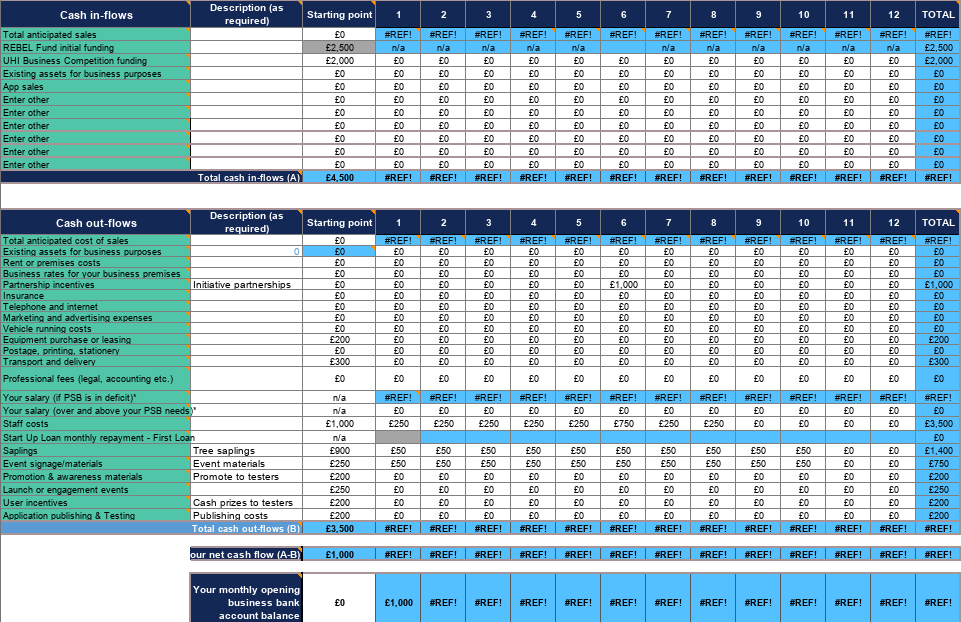 Cash in-flows Description (as required) Starting point 1 2 3 4 5 6 7 8 9 10 11 12 TOTAL
Total anticipated sales £0 #REF! #REF! #REF! #REF! #REF! #REF! #REF! #REF! #REF! #REF! #REF! #REF! #REF!
REBEL Fund initial funding £2,500 n/a n/a n/a n/a n/a n/a n/a n/a n/a n/a n/a £2,500
UHI Business Competition funding £2,000 £0 £0 £0 £0 £0 £0 £0 £0 £0 £0 £0 £0 £2,000
Existing assets for business purposes £0 £0 £0 £0 £0 £0 £0 £0 £0 £0 £0 £0 £0 £0
App sales £0 £0 £0 £0 £0 £0 £0 £0 £0 £0 £0 £0 £0 £0
Enter other £0 £0 £0 £0 £0 £0 £0 £0 £0 £0 £0 £0 £0 £0
Enter other £0 £0 £0 £0 £0 £0 £0 £0 £0 £0 £0 £0 £0 £0
Enter other £0 £0 £0 £0 £0 £0 £0 £0 £0 £0 £0 £0 £0 £0
Enter other £0 £0 £0 £0 £0 £0 £0 £0 £0 £0 £0 £0 £0 £0
Enter other £0 £0 £0 £0 £0 £0 £0 £0 £0 £0 £0 £0 £0 £0
Enter other £0 £0 £0 £0 £0 £0 £0 £0 £0 £0 £0 £0 £0 £0
Total cash in-flows (A) £4,500 #REF! #REF! #REF! #REF! #REF! #REF! #REF! #REF! #REF! #REF! #REF! #REF! #REF!
Cash out-flows Description (as required) Starting point 1 2 3 4 5 6 7 8 9 10 11 12 TOTAL
Total anticipated cost of sales £0 #REF! #REF! #REF! #REF! #REF! #REF! #REF! #REF! #REF! #REF! #REF! #REF! #REF!
Existing assets for business purposes 0 £0 £0 £0 £0 £0 £0 £0 £0 £0 £0 £0 £0 £0 £0
Rent or premises costs £0 £0 £0 £0 £0 £0 £0 £0 £0 £0 £0 £0 £0 £0
Business rates for your business premises £0 £0 £0 £0 £0 £0 £0 £0 £0 £0 £0 £0 £0 £0
Partnership incentives Initiative partnerships £0 £0 £0 £0 £0 £0 £1,000 £0 £0 £0 £0 £0 £0 £1,000
Insurance £0 £0 £0 £0 £0 £0 £0 £0 £0 £0 £0 £0 £0 £0
Telephone and internet £0 £0 £0 £0 £0 £0 £0 £0 £0 £0 £0 £0 £0 £0
Marketing and advertising expenses £0 £0 £0 £0 £0 £0 £0 £0 £0 £0 £0 £0 £0 £0
Vehicle running costs £0 £0 £0 £0 £0 £0 £0 £0 £0 £0 £0 £0 £0 £0
Equipment purchase or leasing £200 £0 £0 £0 £0 £0 £0 £0 £0 £0 £0 £0 £0 £200
Postage, printing, stationery £0 £0 £0 £0 £0 £0 £0 £0 £0 £0 £0 £0 £0 £0
Transport and delivery £300 £0 £0 £0 £0 £0 £0 £0 £0 £0 £0 £0 £0 £300
Professional fees (legal, accounting etc.) £0 £0 £0 £0 £0 £0 £0 £0 £0 £0 £0 £0 £0 £0
Your salary (if PSB is in deficit)* n/a #REF! #REF! #REF! #REF! #REF! #REF! #REF! #REF! #REF! #REF! #REF! #REF! #REF!
Your salary (over and above your PSB needs)* n/a £0 £0 £0 £0 £0 £0 £0 £0 £0 £0 £0 £0 £0
Staff costs £1,000 £250 £250 £250 £250 £250 £750 £250 £250 £0 £0 £0 £0 £3,500
Start Up Loan monthly repayment - First Loan n/a £0
Saplings Tree saplings £900 £50 £50 £50 £50 £50 £50 £50 £50 £50 £50 £0 £0 £1,400
Event signage/materials Event materials £250 £50 £50 £50 £50 £50 £50 £50 £50 £50 £50 £0 £0 £750
Promotion & awareness materials Promote to testers £200 £0 £0 £0 £0 £0 £0 £0 £0 £0 £0 £0 £0 £200
Launch or engagement events £250 £0 £0 £0 £0 £0 £0 £0 £0 £0 £0 £0 £0 £250
User incentives Cash prizes to testers £200 £0 £0 £0 £0 £0 £0 £0 £0 £0 £0 £0 £0 £200
Application publishing & Testing Publishing costs £200 £0 £0 £0 £0 £0 £0 £0 £0 £0 £0 £0 £0 £200
Total cash out-flows (B) £3,500 #REF! #REF! #REF! #REF! #REF! #REF! #REF! #REF! #REF! #REF! #REF! #REF! #REF!
our net cash flow (A-B) £1,000 #REF! #REF! #REF! #REF! #REF! #REF! #REF! #REF! #REF! #REF! #REF! #REF! #REF!
Your monthly opening
business bank £0 £1,000 #REF! #REF! #REF! #REF! #REF! #REF! #REF! #REF! #REF! #REF! #REF! #REF!
account balance